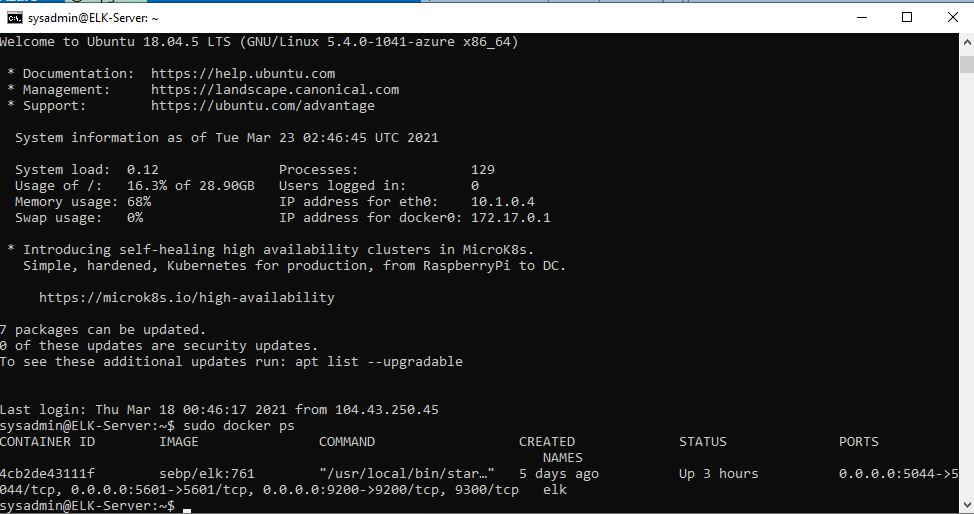 sysadmin@ELK-Server: ~
Welcome to Ubuntu 18.04.5 LTS (GNU/Linux 5.4.0-1041-azure x86_64)
* Documentation:  https://help.ubuntu.com
* Management:     https://landscape.canonical.com
* Support:        https://ubuntu.com/advantage
System information as of Tue Mar 23 02:46:45 UTC 2021
System load:  0.12               Processes:              129
Usage of /:   16.3% of 28.90GB   Users logged in:        0
Memory usage: 68%                IP address for eth0:    10.1.0.4
Swap usage:   0%                 IP address for docker0: 172.17.0.1
* Introducing self-healing high availability clusters in MicroK8s.
Simple, hardened, Kubernetes for production, from RaspberryPi to DC.
https://microk8s.io/high-availability
7 packages can be updated.
0 of these updates are security updates.
To see these additional updates run: apt list --upgradable
Last login: Thu Mar 18 00:46:17 2021 from 104.43.250.45
sysadmin@ELK-Server:~$ sudo docker ps
CONTAINER ID        IMAGE               COMMAND                  CREATED             STATUS              PORTS
NAMES
4cb2de43111f        sebp/elk:761        "/usr/local/bin/star…"   5 days ago          Up 3 hours          0.0.0.0:5044->5
044/tcp, 0.0.0.0:5601->5601/tcp, 0.0.0.0:9200->9200/tcp, 9300/tcp   elk
sysadmin@ELK-Server:~$